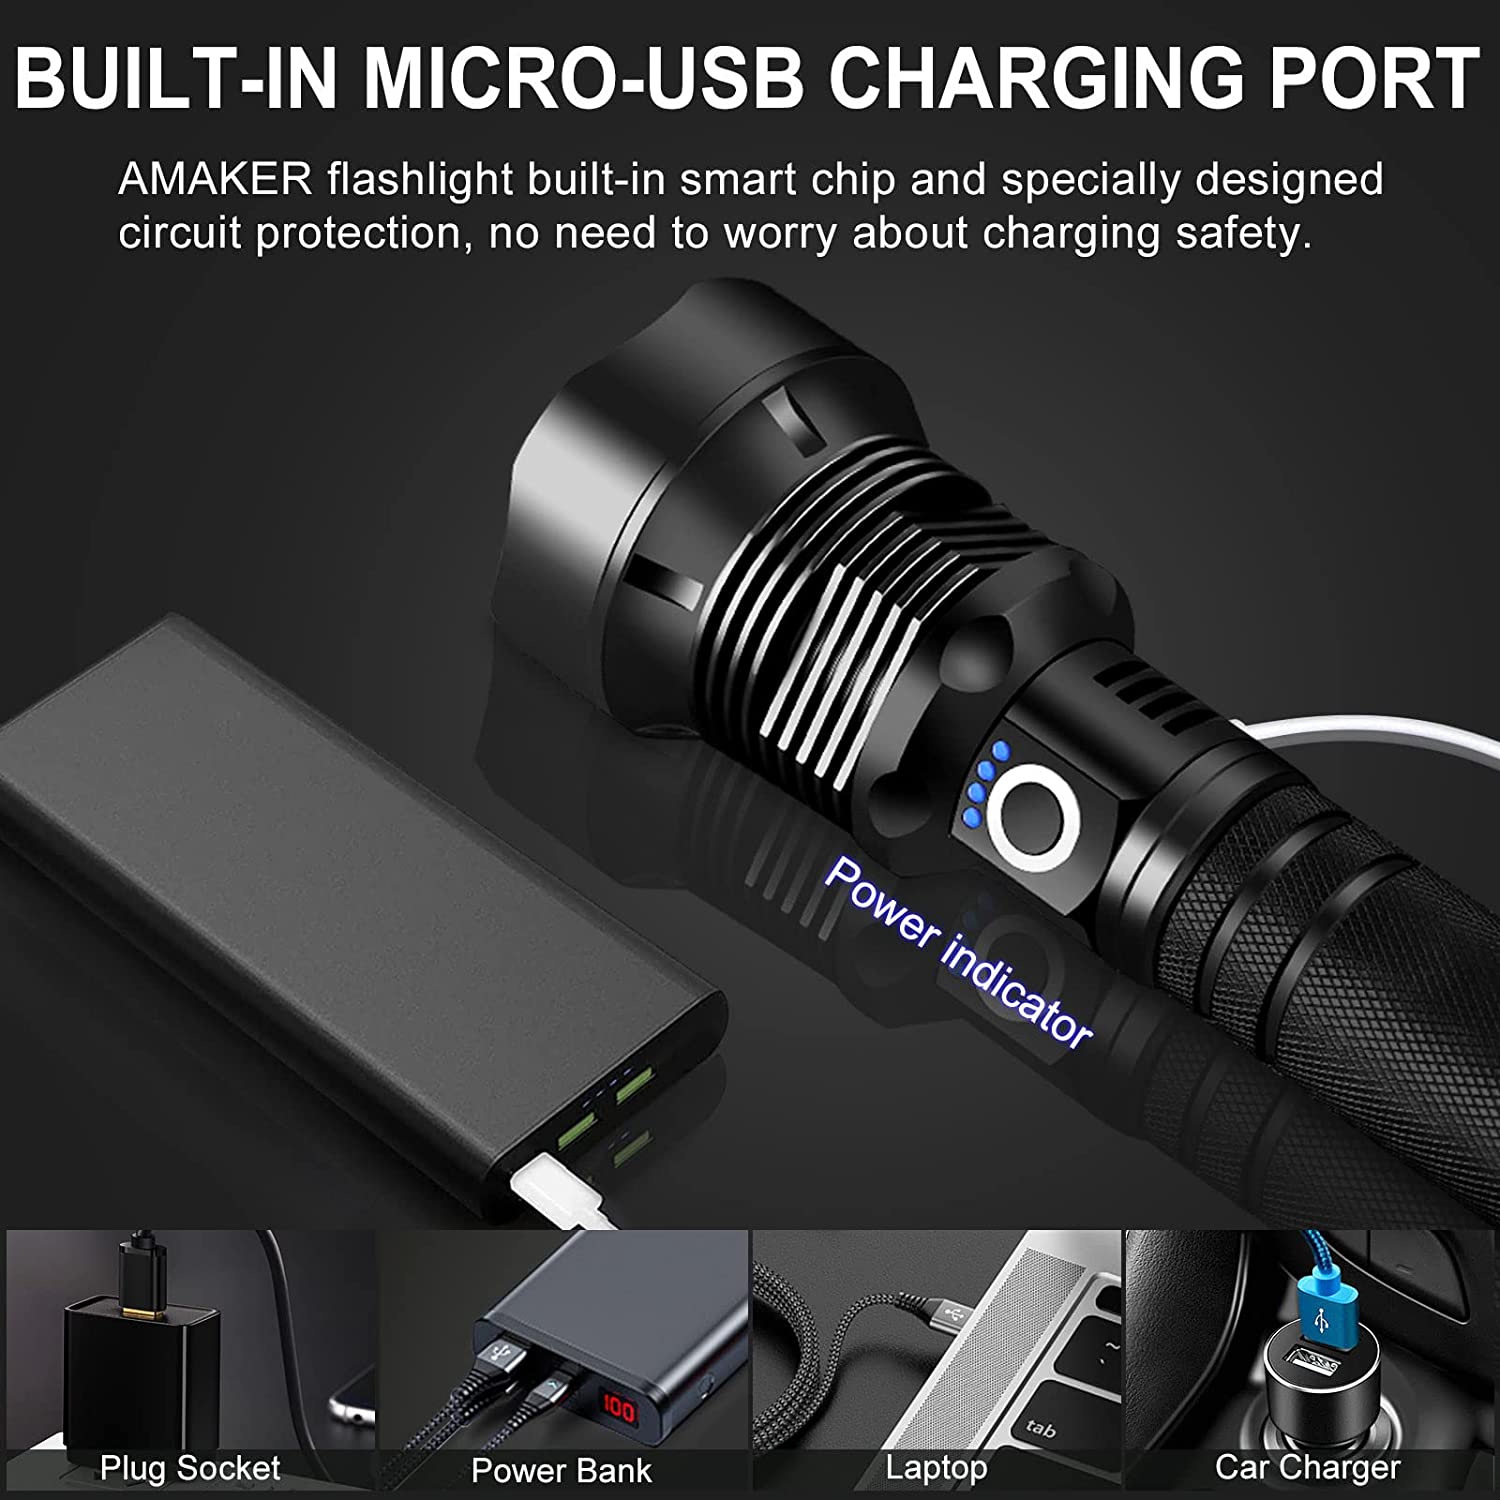 BUILT-IN MICRO-USB CHARGING PORT
AMAKER flashlight built-in smart chip and specially designed
circuit protection, no need to worry about charging safety.
Power indicator
100
tab
Plug Socket
Power Bank
Laptop
Car Charger